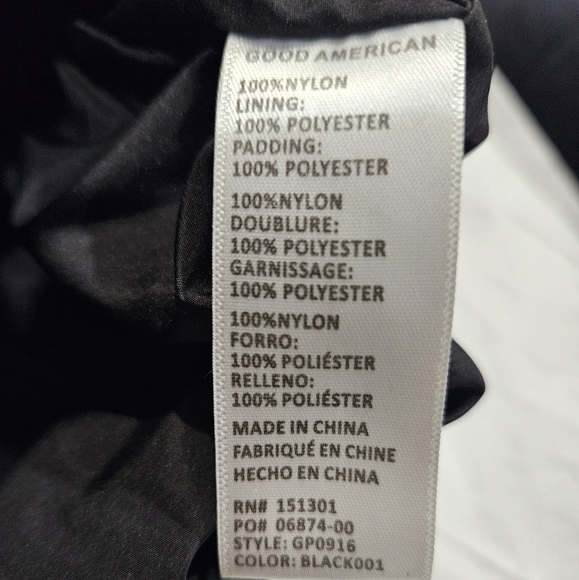 GOOD AMERICAN
100%NYLON
LINING:
100% POLYESTER
PADDING:
100% POLYESTER
100%NYLON
DOUBLURE:
100% POLYESTER
GARNISSAGE:
100% POLYESTER
100%NYLON
FORRO:
100% POLIÉSTER
RELLENO:
100% POLIÉSTER
MADE IN CHINA
FABRIQUÉ EN CHINE
HECHO EN CHINA
RN# 151301
PO# 06874-00
STYLE: GP0916
COLOR: BLACK001